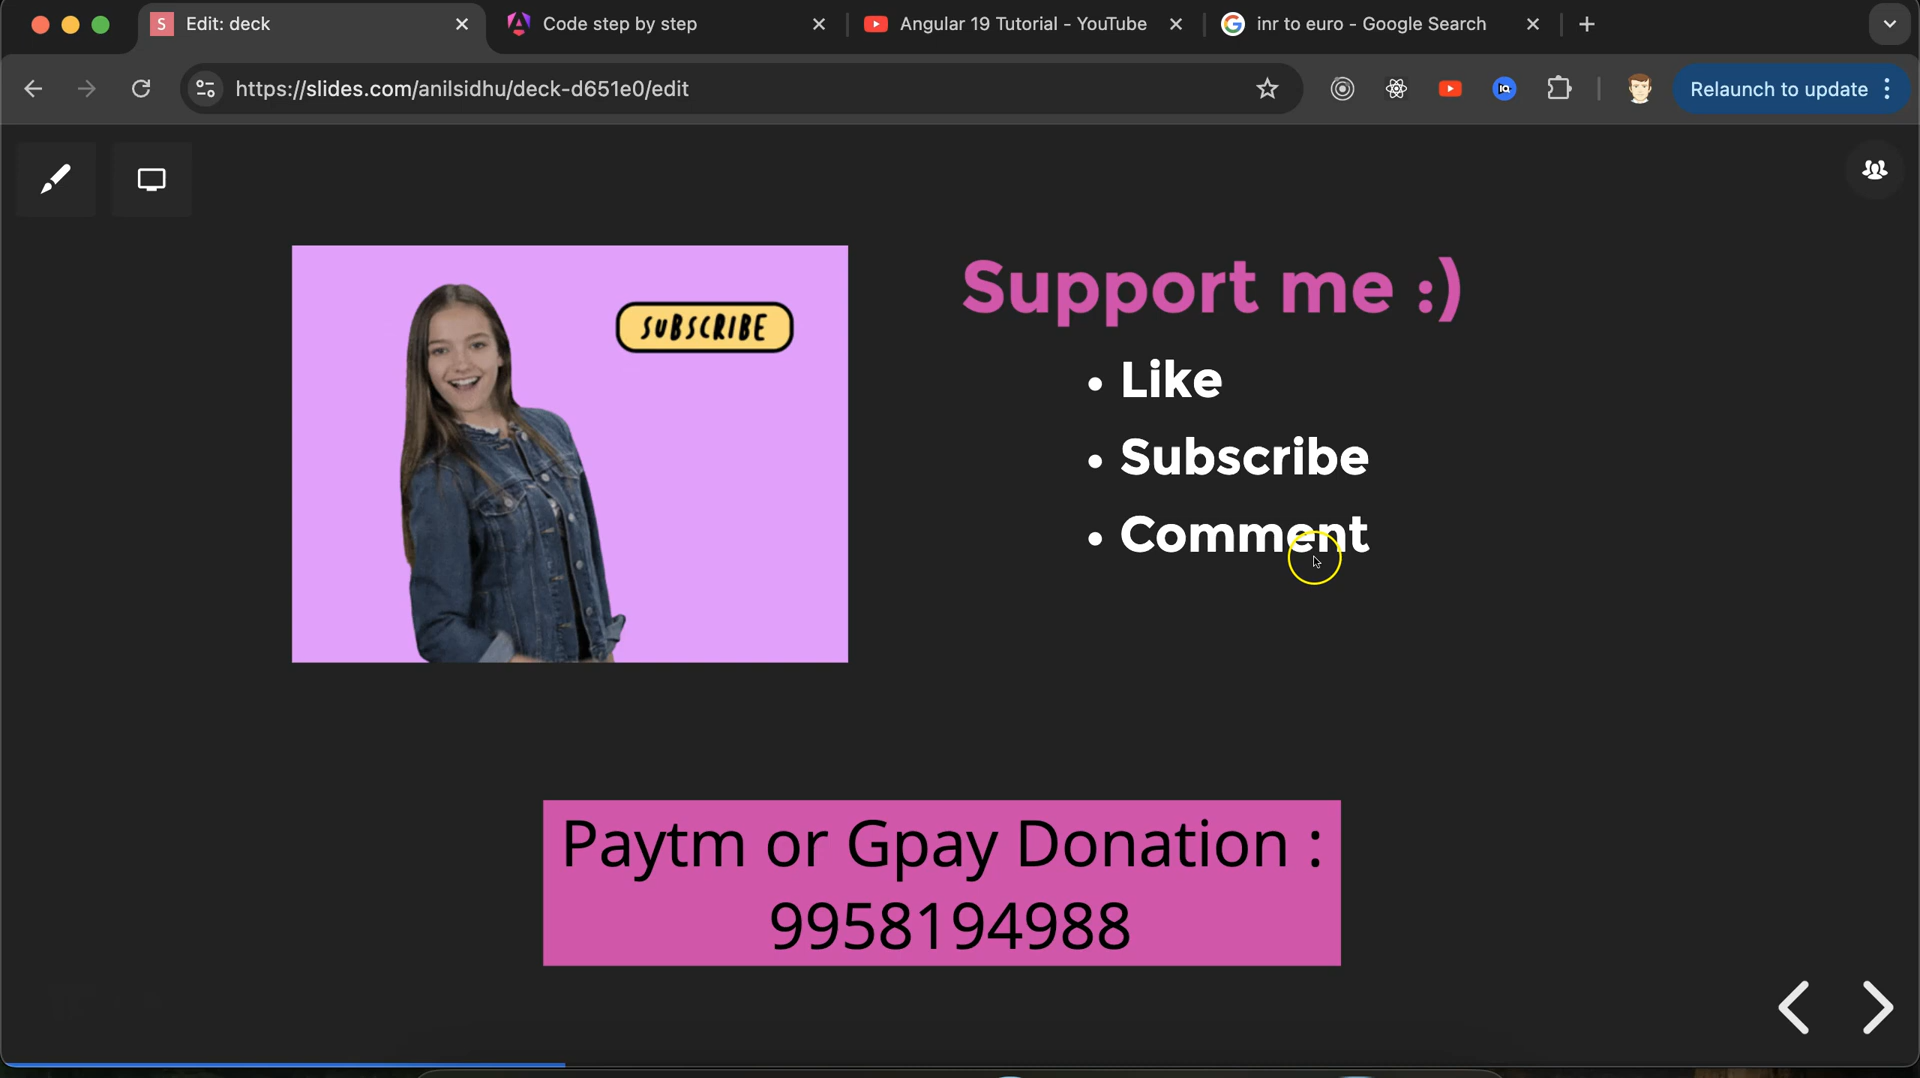 Edit: deck
Code step by step
Angular 19 Tutorial - YouTube
inr to euro - Google Search
https://slides.com/anilsidhu/deck-d651e0/edit
Relaunch to update
SUBSCRIBE
Support me :)
• Like
• Subscribe
• Comment
Paytm or Gpay Donation :
9958194988